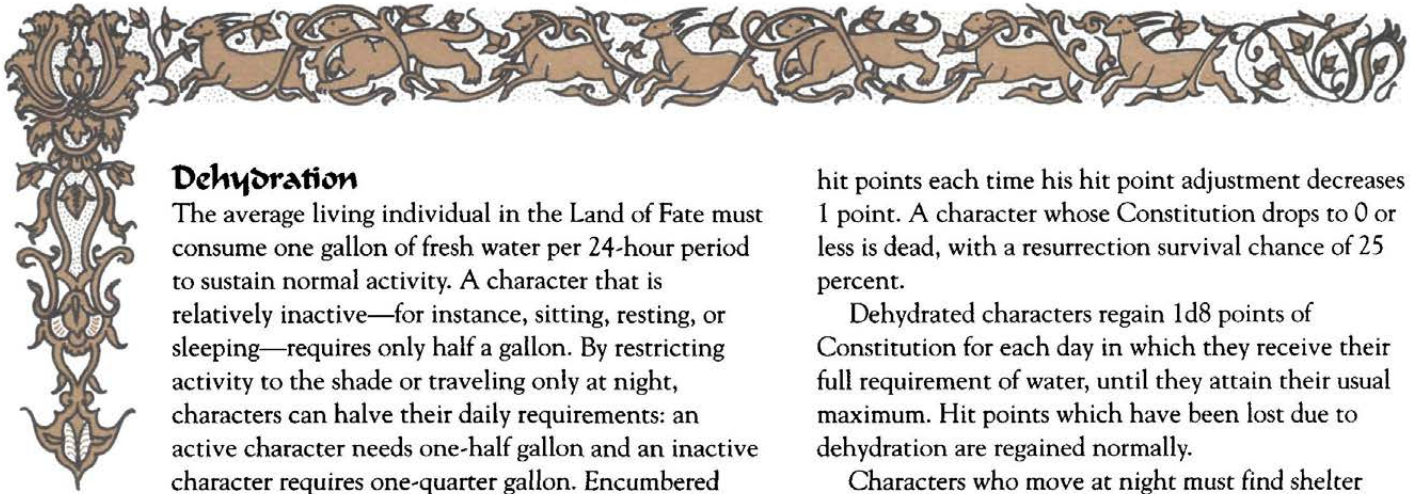 Dehydration
The average living individual in the Land of Fate must
consume one gallon of fresh water per 24-hour period
to sustain normal activity. A character that is
relatively inactive—for instance, sitting, resting, or
sleeping—requires only half a gallon. By restricting
activity to the shade or traveling only at night,
characters can halve their daily requirements: an
active character needs one-half gallon and an inactive
character requires one-quarter gallon. Encumbered
hit points each time his hit point adjustment decreases
1 point. A character whose Constitution drops to 0 or
less is dead, with a resurrection survival chance of 25
percent.
Dehydrated characters regain 1d8 points of
Constitution for each day in which they receive their
full requirement of water, until they attain their usual
maximum. Hit points which have been lost due to
dehydration are regained normally.
Characters who move at night must find shelter